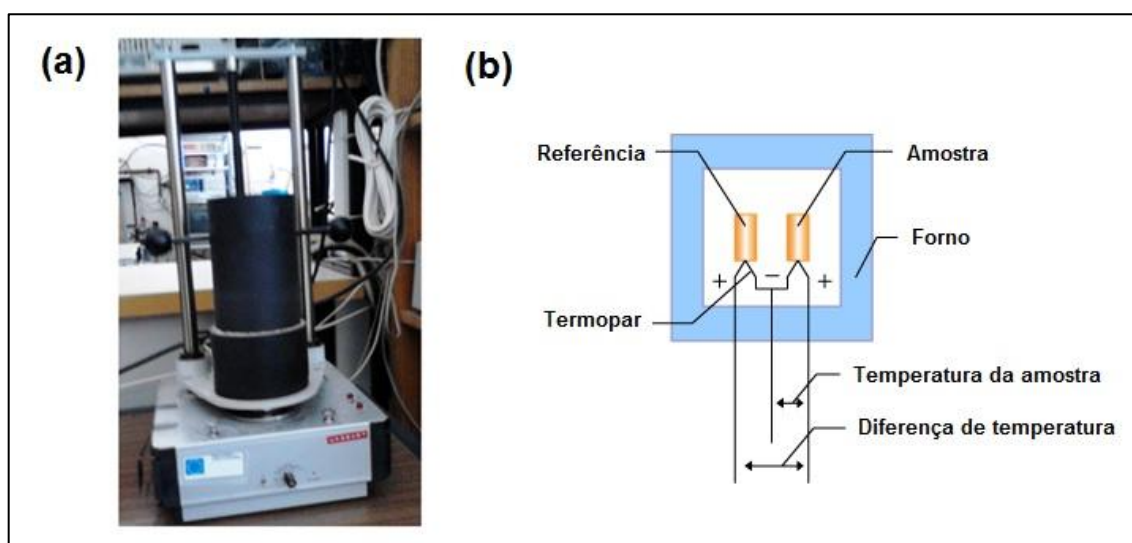 (a)
(b)
Referência
Amostra
Forno
+
−
+
Termopar
Temperatura da amostra
Diferença de temperatura